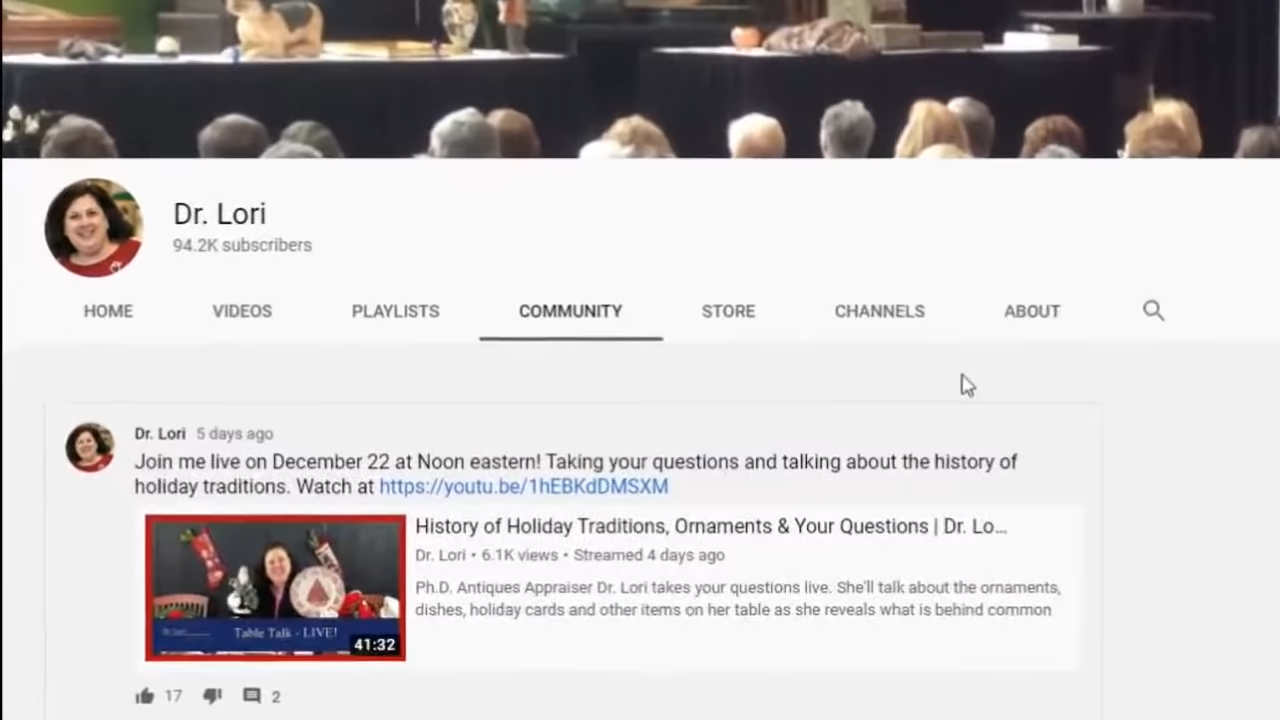 Dr. Lori
94.2K subscribers
HOME VIDEOS PLAYLISTS COMMUNITY STORE CHANNELS ABOUT
Dr. Lori 5 days ago
Join me live on December 22 at Noon eastern! Taking your questions and talking about the history of
holiday traditions. Watch at https://youtu.be/1hEBKdDMSXM
History of Holiday Traditions, Ornaments & Your Questions | Dr. Lo...
Dr. Lori • 6.1K views • Streamed 4 days ago
Ph.D. Antiques Appraiser Dr. Lori takes your questions live. She'll talk about the ornaments,
dishes, holiday cards and other items on her table as she reveals what is behind common
Table Talk - LIVE!
41:32
17 2